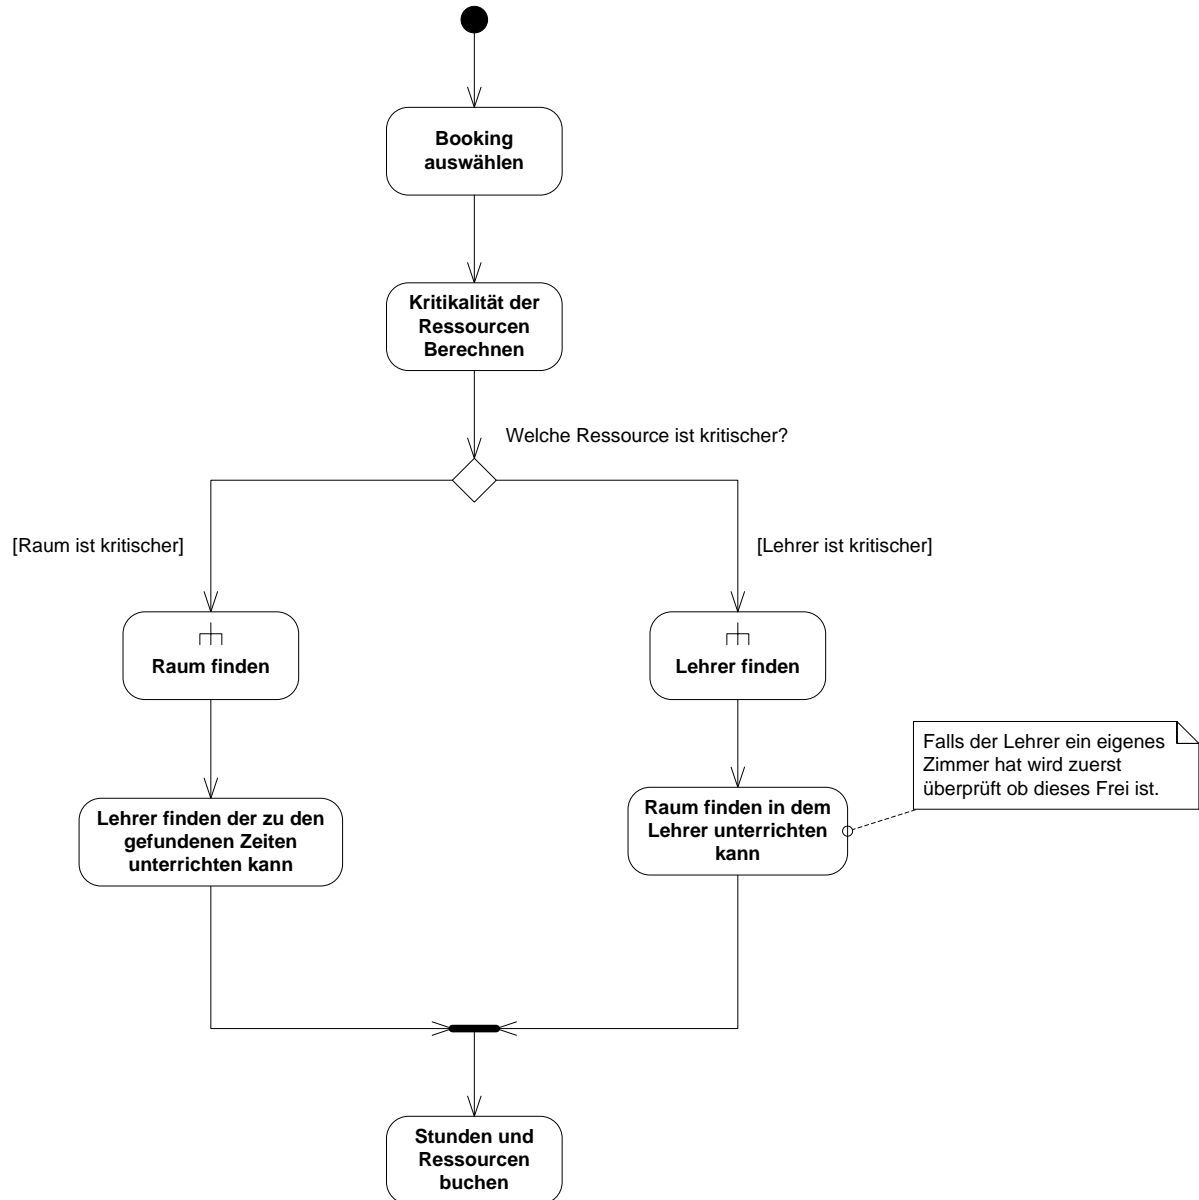 Booking
auswählen
Kritikalität der
Ressourcen
Berechnen
Welche Ressource ist kritischer?
[Raum ist kritischer]
[Lehrer ist kritischer]
Raum finden
Lehrer finden
Falls der Lehrer ein eigenes
Zimmer hat wird zuerst
überprüft ob dieses Frei ist.
Lehrer finden der zu den
gefundenen Zeiten
unterrichten kann
Raum finden in dem
Lehrer unterrichten
kann
Stunden und
Ressourcen
buchen